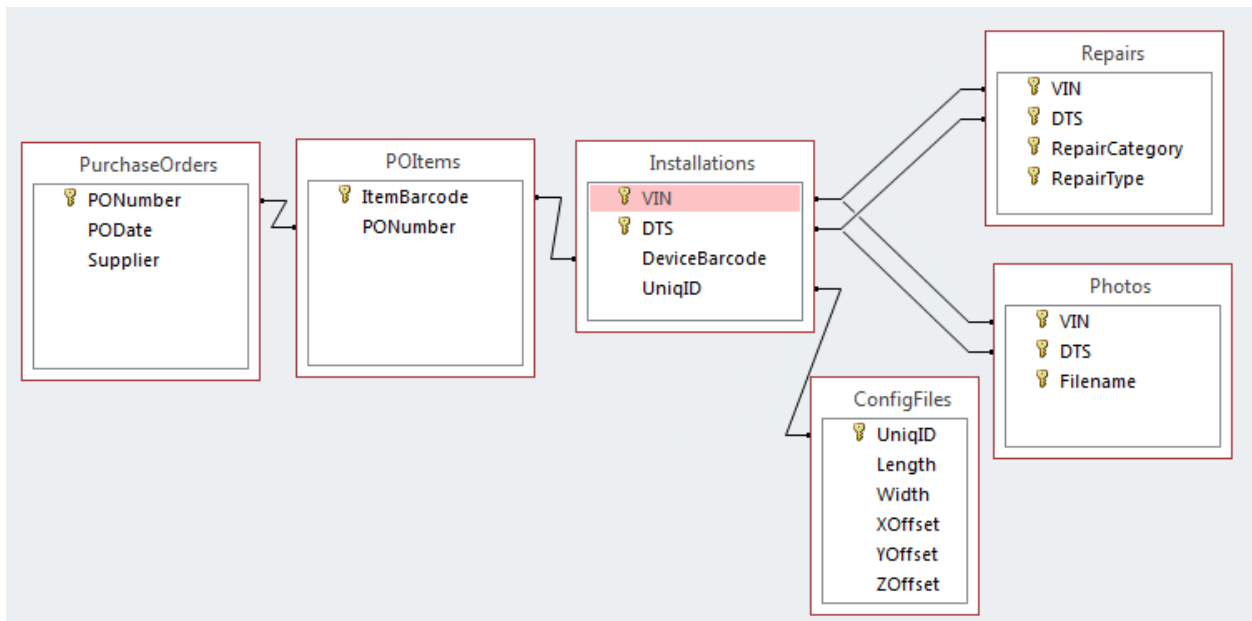 PurchaseOrders
PONumber
PODate
Supplier
POItems
ItemBarcode
PONumber
Installations
VIN
DTS
DeviceBarcode
UniqID
Repairs
VIN
DTS
RepairCategory
RepairType
Photos
VIN
DTS
Filename
ConfigFiles
UniqID
Length
Width
XOffset
YOffset
ZOffset